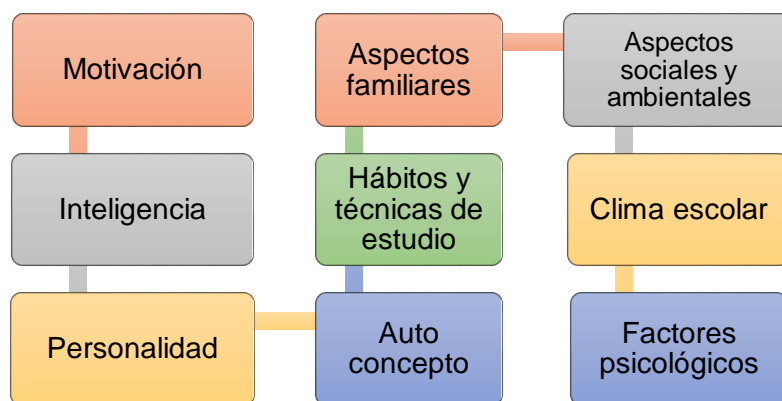 Motivación
Inteligencia
Personalidad
Auto
concepto
Hábitos y
técnicas de
estudio
Aspectos
familiares
Aspectos
sociales y
ambientales
Clima escolar
Factores
psicológicos